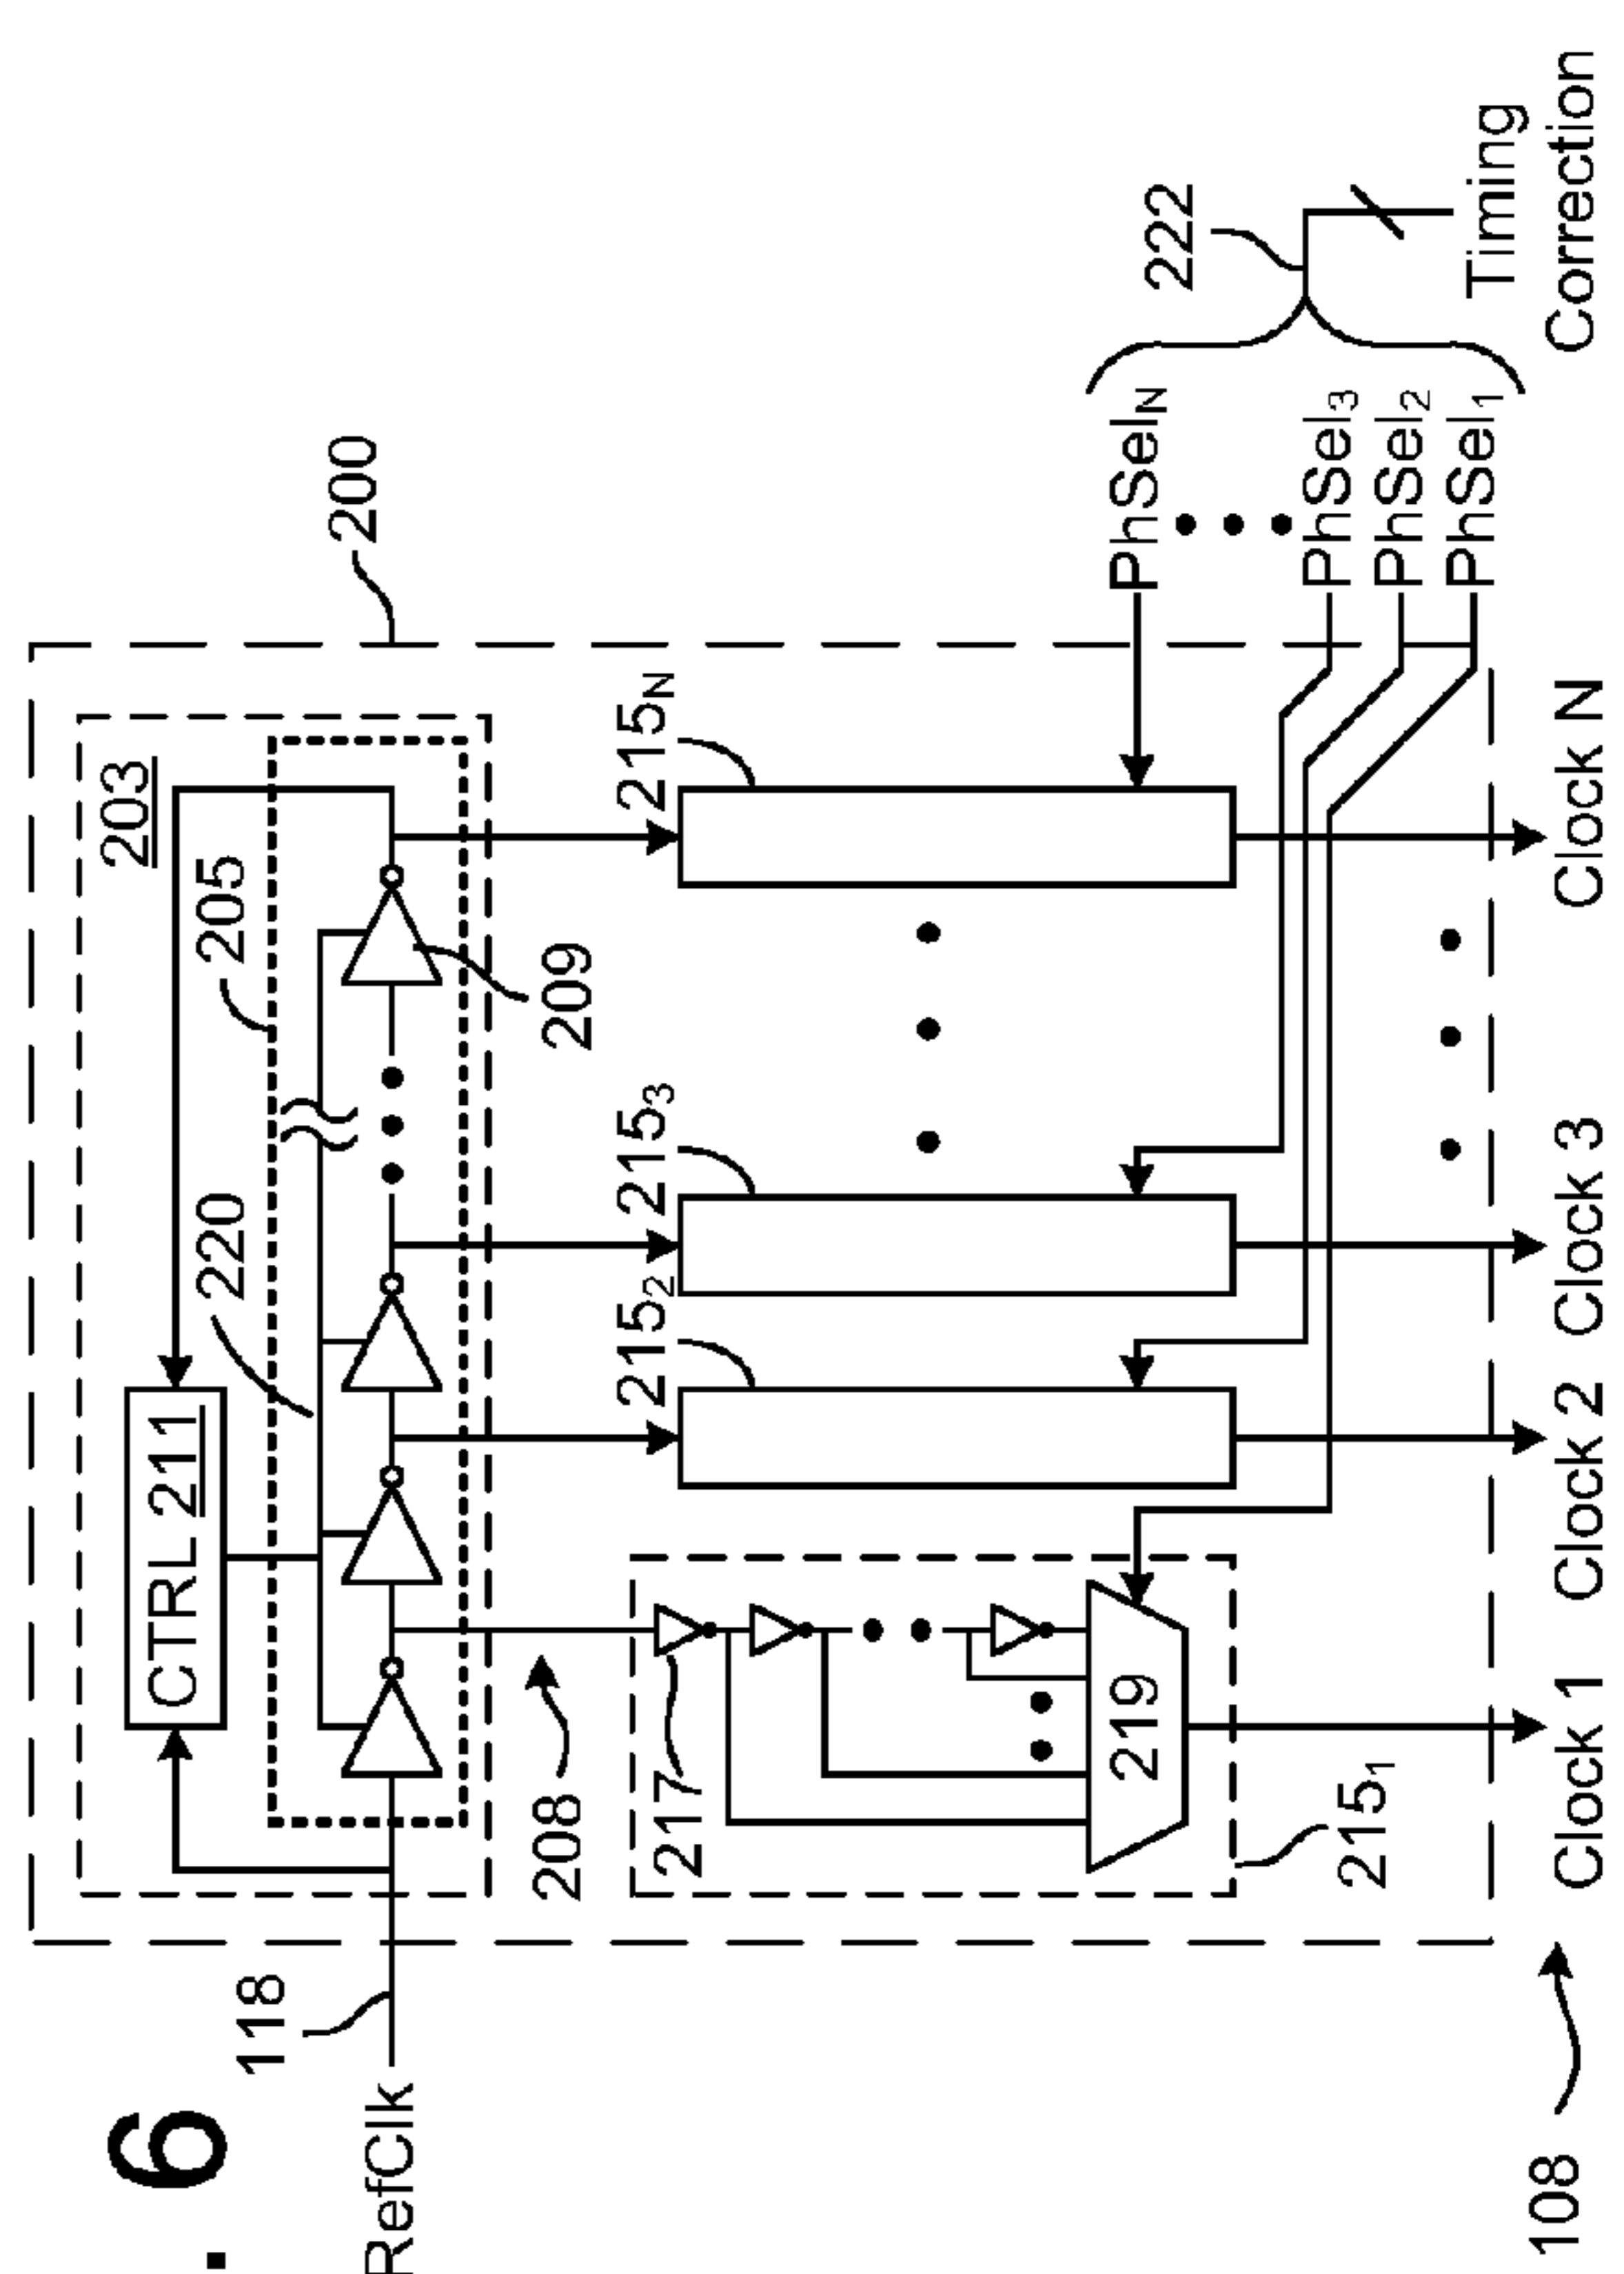 . 6
118
RefClk
200
203
205
220
CTRL 211
209
208
217
219
215₁
215₂
215₃
215N
PhSelN
PhSel₃
PhSel₂
PhSel₁
222
Timing
Correction
108
Clock 1
Clock 2
Clock 3
Clock N